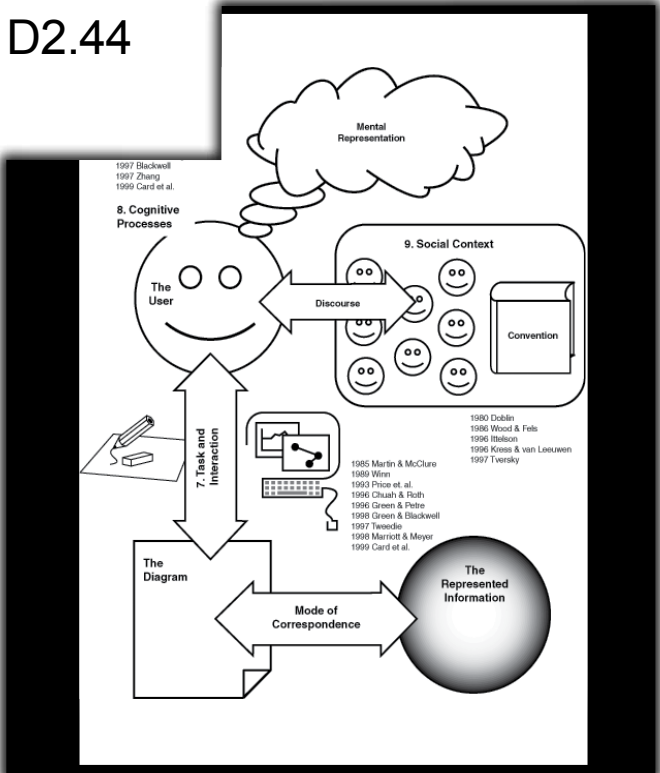 D2.44
Mental
Representation
1997 Blackwell
1997 Zhang
1999 Card et al.
8. Cognitive
Processes
The
User
9. Social Context
Discourse
Convention
1980 Doblin
1986 Wood & Fels
1996 Ittelson
1996 Kress & van Leeuwen
1997 Tversky
7. Task and
Interaction
1985 Martin & McClure
1989 Winn
1993 Price et. al.
1996 Chuah & Roth
1996 Green & Petre
1998 Green & Blackwell
1997 Tweedie
1998 Marriott & Meyer
1999 Card et al.
The
Diagram
The
Represented
Information
Mode of
Correspondence